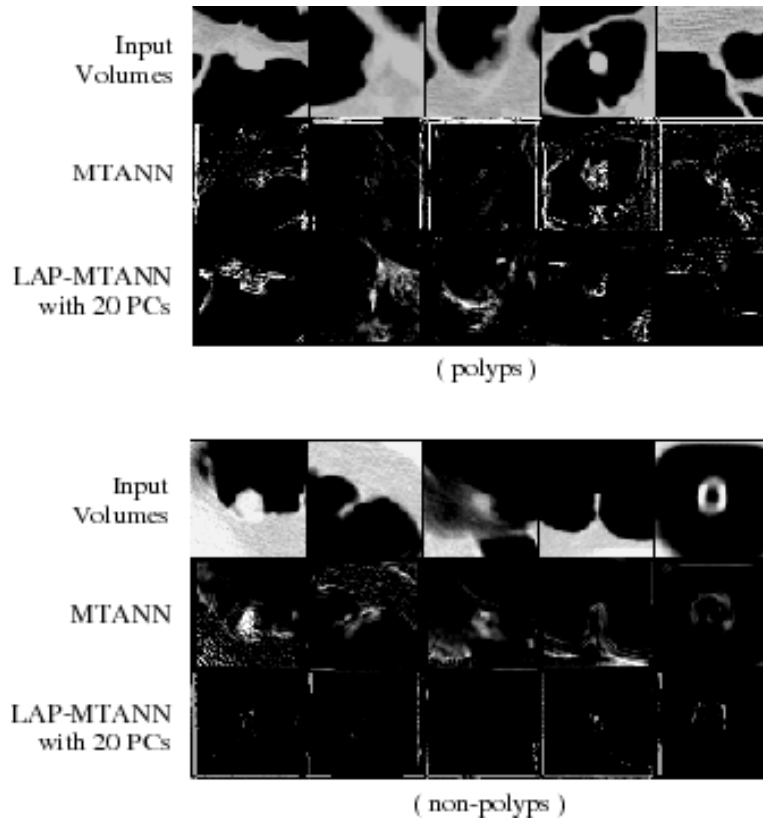 Input
Volumes
MTANN
LAP-MTANN
with 20 PCs
( polyps )
Input
Volumes
MTANN
LAP-MTANN
with 20 PCs
( non-polyps )